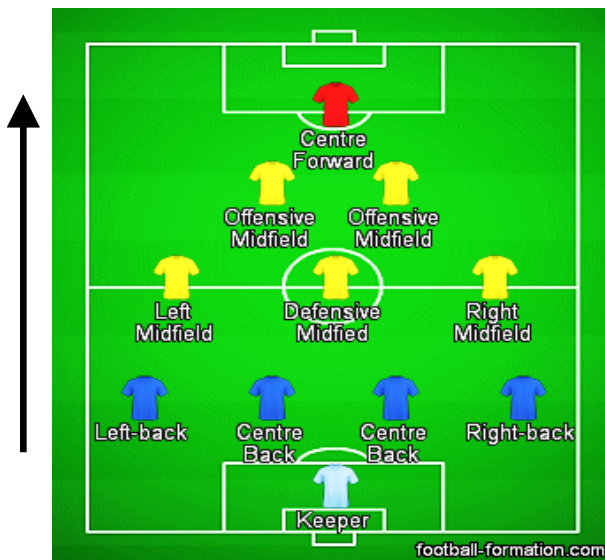 Centre
Forward
Offensive
Midfield
Offensive
Midfield
Left
Midfield
Defensive
Midfied
Right
Midfield
Left-back
Centre
Back
Centre
Back
Right-back
Keeper
football-formation.com